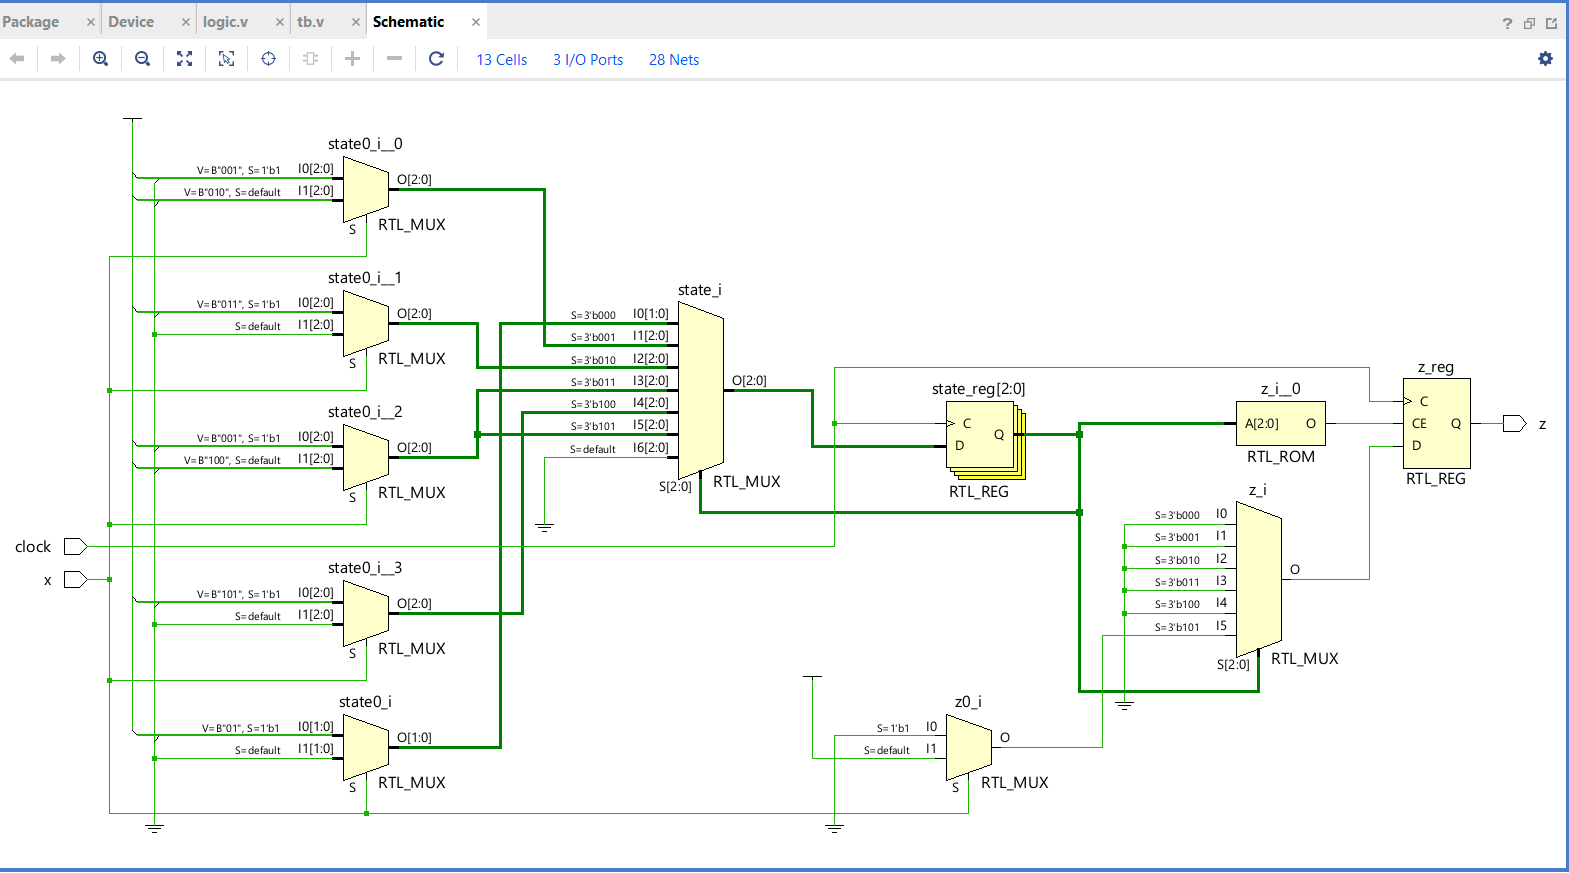 Package × Device × logic.v × tb.v × Schematic ×
13 Cells 3 I/O Ports 28 Nets
state0_i__0
V=B"001", S=1'b1 I0[2:0]
V=B"010", S=default I1[2:0]
O[2:0]
S
RTL_MUX
state0_i__1
V=B"011", S=1'b1 I0[2:0]
S=default I1[2:0]
O[2:0]
S
RTL_MUX
state0_i__2
V=B"001", S=1'b1 I0[2:0]
V=B"100", S=default I1[2:0]
O[2:0]
S
RTL_MUX
clock
x
state0_i__3
V=B"101", S=1'b1 I0[2:0]
S=default I1[2:0]
O[2:0]
S
RTL_MUX
state0_i
V=B"01", S=1'b1 I0[1:0]
S=default I1[1:0]
O[1:0]
S
RTL_MUX
state_i
S=3'b000 I0[1:0]
S=3'b001 I1[2:0]
S=3'b010 I2[2:0]
S=3'b011 I3[2:0]
S=3'b100 I4[2:0]
S=3'b101 I5[2:0]
S=default I6[2:0]
O[2:0]
S[2:0]
RTL_MUX
state_reg[2:0]
C
D
Q
RTL_REG
z_i__0
A[2:0] O
RTL_ROM
z_reg
C
CE Q
D
RTL_REG
z
z_i
S=3'b000 I0
S=3'b001 I1
S=3'b010 I2
S=3'b011 I3
S=3'b100 I4
S=3'b101 I5
O
S[2:0]
RTL_MUX
z0_i
S=1'b1 I0
S=default I1
O
S
RTL_MUX